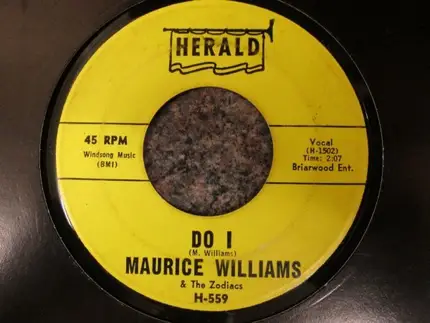 HERALD
45 RPM
Windsong Music
(BMI)
Vocal
(H-1502)
Time: 2:07
Briarwood Ent.
DO I
(M. Williams)
MAURICE WILLIAMS
& The Zodiacs
H-559